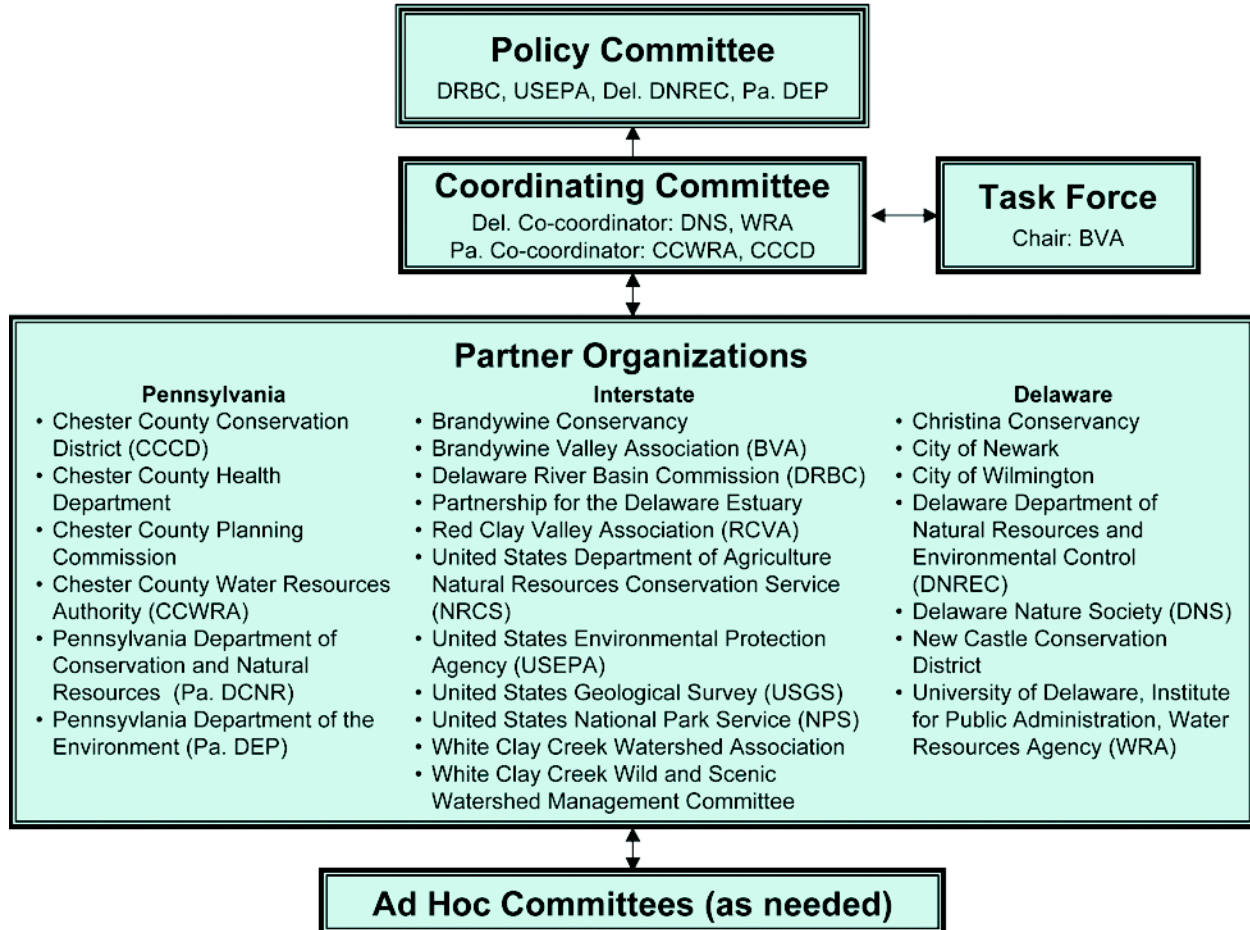 Policy Committee
DRBC, USEPA, Del. DNREC, Pa. DEP
Coordinating Committee
Del. Co-coordinator: DNS, WRA
Pa. Co-coordinator: CCWRA, CCCD
Task Force
Chair: BVA
Partner Organizations
Pennsylvania
• Chester County Conservation
District (CCCD)
• Chester County Health
Department
• Chester County Planning
Commission
• Chester County Water Resources
Authority (CCWRA)
• Pennsylvania Department of
Conservation and Natural
Resources (Pa. DCNR)
• Pennsyvlania Department of the
Environment (Pa. DEP)
Interstate
• Brandywine Conservancy
• Brandywine Valley Association (BVA)
• Delaware River Basin Commission (DRBC)
• Partnership for the Delaware Estuary
• Red Clay Valley Association (RCVA)
• United States Department of Agriculture
Natural Resources Conservation Service
(NRCS)
• United States Environmental Protection
Agency (USEPA)
• United States Geological Survey (USGS)
• United States National Park Service (NPS)
• White Clay Creek Watershed Association
• White Clay Creek Wild and Scenic
Watershed Management Committee
Delaware
• Christina Conservancy
• City of Newark
• City of Wilmington
• Delaware Department of
Natural Resources and
Environmental Control
(DNREC)
• Delaware Nature Society (DNS)
• New Castle Conservation
District
• University of Delaware, Institute
for Public Administration, Water
Resources Agency (WRA)
Ad Hoc Committees (as needed)